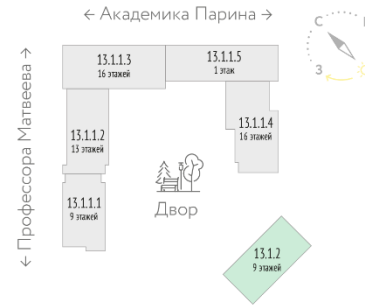 ← Академика Парина →
С
З
← Профессора Матвеева →
13.1.1.3
16 этажей
13.1.1.5
1 этаж
13.1.1.2
13 этажей
13.1.1.4
16 этажей
13.1.1.1
9 этажей
Двор
13.1.2
9 этажей